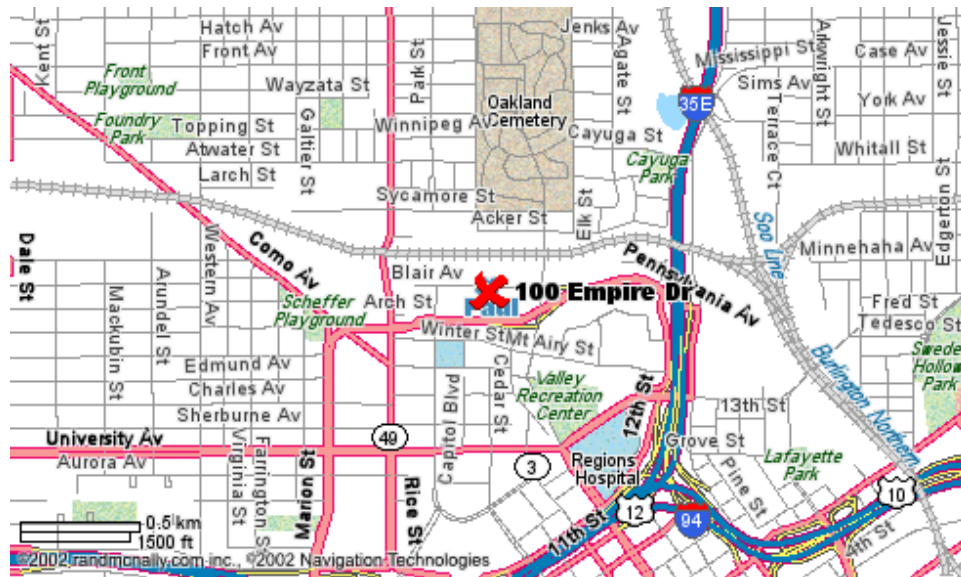 Hatch Av
Front Av
Kent St
Front
Playground
Foundry
Park
Wayzata St
Topping St
Atwater St
Larch St
Galtier St
Park St
Winnipeg Av
Sycamore St
Acker St
Oakland
Cemetery
Jenks Av
Agate St
Cayuga St
Cayuga
Park
Elk St
35E
Mississippi St
Sims Av
Terrace Ct
Arkwright St
Case Av
York Av
Whitall St
Jessie St
Edgerton St
Minnehaha Av
Soo Line
Dale St
Mackubin St
Arundel St
Western Av
Como Av
Scheffer
Playground
Blair Av
Arch St
Paul
100 Empire Dr
Pennsylvania Av
Winter St
Mt Airy St
Fred St
Tedesco St
Swede
Hollow
Park
Burlington Northern
Edmund Av
Charles Av
Sherburne Av
University Av
Aurora Av
Virginia St
Farrington S
Marion St
Rice St
49
Capitol Blvd
Cedar St
Valley
Recreation
Center
3
12th St
13th St
Grove St
Pine St
Lafayette
Park
Regions
Hospital
11th St
12
94
10
4th St
0.5 km
1500 ft
©2002 randmcnally.com inc., ©2002 Navigation Technologies